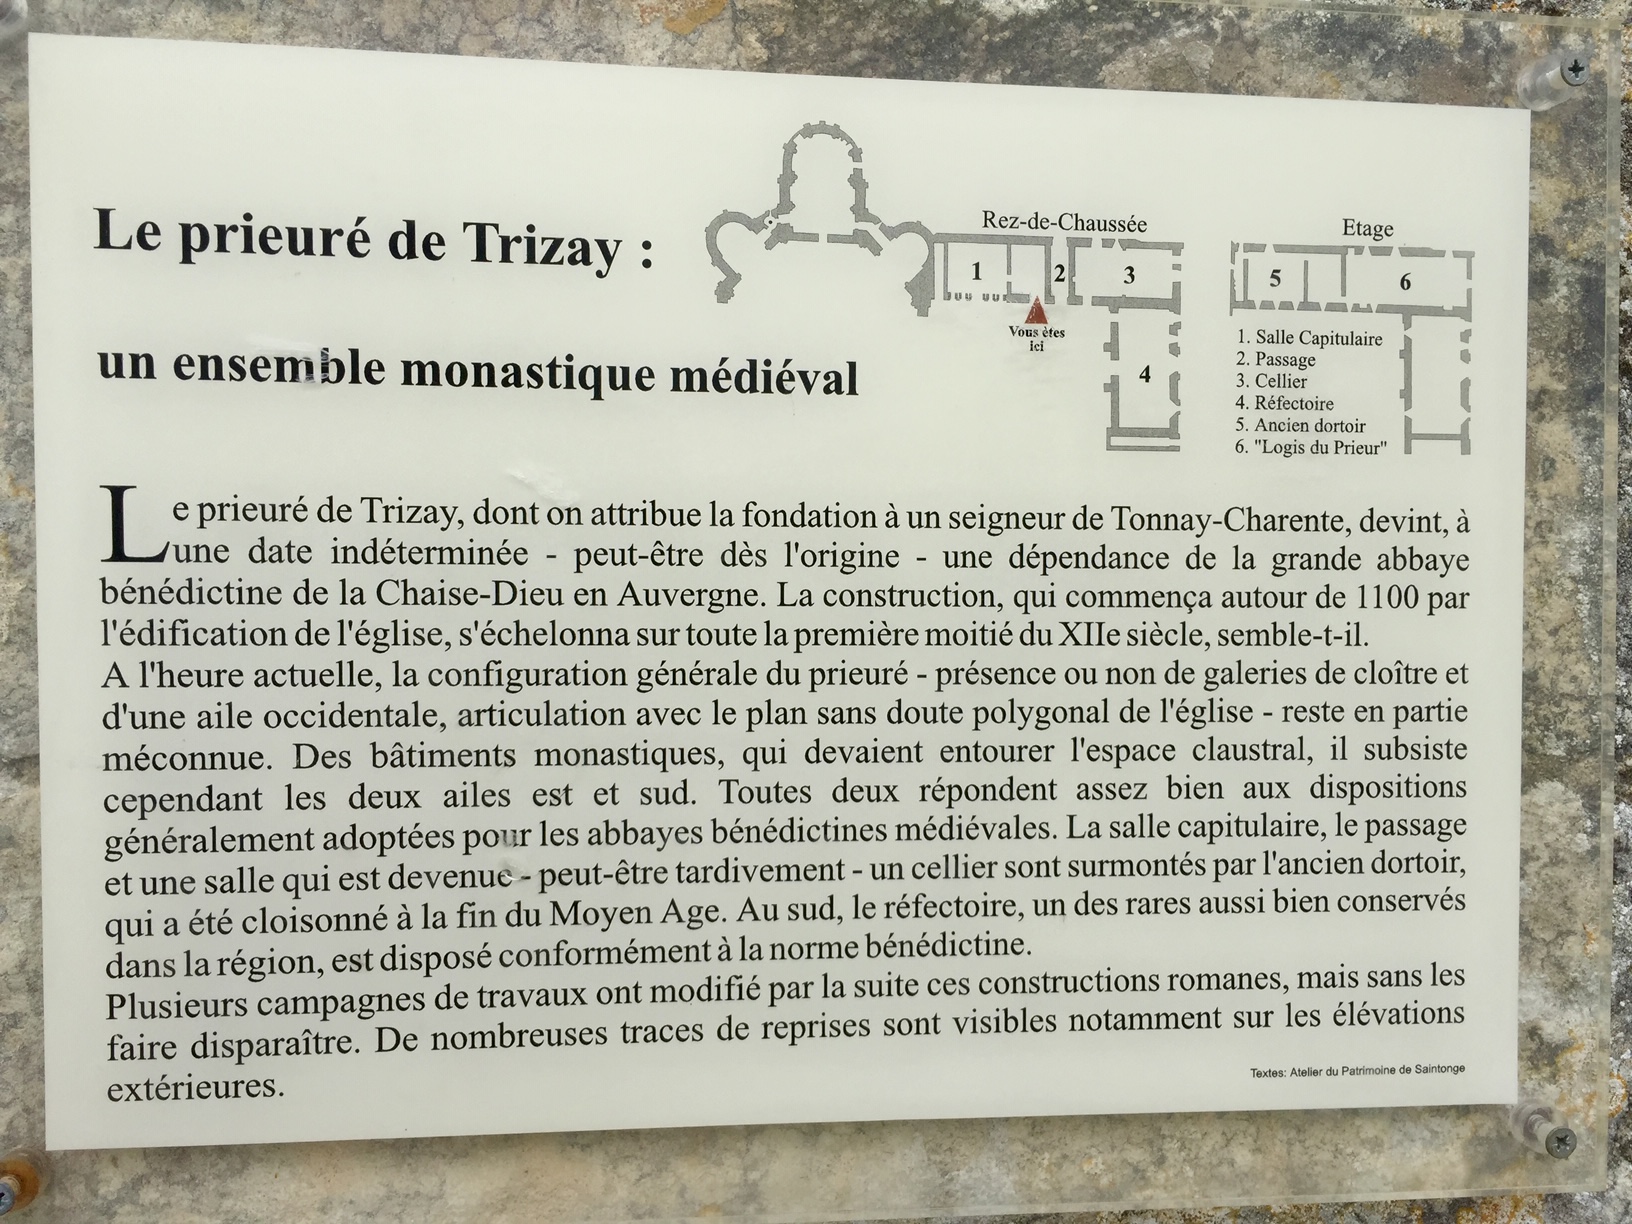 Le prieuré de Trizay :
un ensemble monastique médiéval
Rez-de-Chaussée
Etage
1
2
3
4
5
6
Vous êtes
ici
1. Salle Capitulaire
2. Passage
3. Cellier
4. Réfectoire
5. Ancien dortoir
6. "Logis du Prieur"
Le prieuré de Trizay, dont on attribue la fondation à un seigneur de Tonnay-Charente, devint, à
une date indéterminée - peut-être dès l'origine - une dépendance de la grande abbaye
bénédictine de la Chaise-Dieu en Auvergne. La construction, qui commença autour de 1100 par
l'édification de l'église, s'échelonna sur toute la première moitié du XIIe siècle, semble-t-il.
A l'heure actuelle, la configuration générale du prieuré - présence ou non de galeries de cloître et
d'une aile occidentale, articulation avec le plan sans doute polygonal de l'église - reste en partie
méconnue. Des bâtiments monastiques, qui devaient entourer l'espace claustral, il subsiste
cependant les deux ailes est et sud. Toutes deux répondent assez bien aux dispositions
généralement adoptées pour les abbayes bénédictines médiévales. La salle capitulaire, le passage
et une salle qui est devenue - peut-être tardivement - un cellier sont surmontés par l'ancien dortoir,
qui a été cloisonné à la fin du Moyen Age. Au sud, le réfectoire, un des rares aussi bien conservés
dans la région, est disposé conformément à la norme bénédictine.
Plusieurs campagnes de travaux ont modifié par la suite ces constructions romanes, mais sans les
faire disparaître. De nombreuses traces de reprises sont visibles notamment sur les élévations
extérieures.
Textes: Atelier du Patrimoine de Saintonge